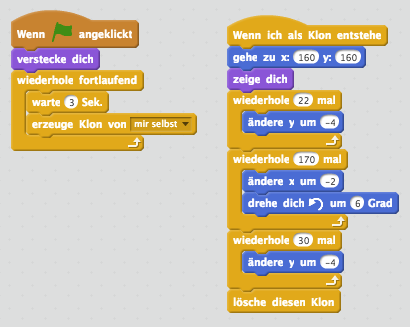 Wenn angeklickt
verstecke dich
wiederhole fortlaufend
warte 3 Sek.
erzeuge Klon von mir selbst
Wenn ich als Klon entstehe
gehe zu x: 160 y: 160
zeige dich
wiederhole 22 mal
ändere y um -4
wiederhole 170 mal
ändere x um -2
drehe dich um 6 Grad
wiederhole 30 mal
ändere y um -4
lösche diesen Klon